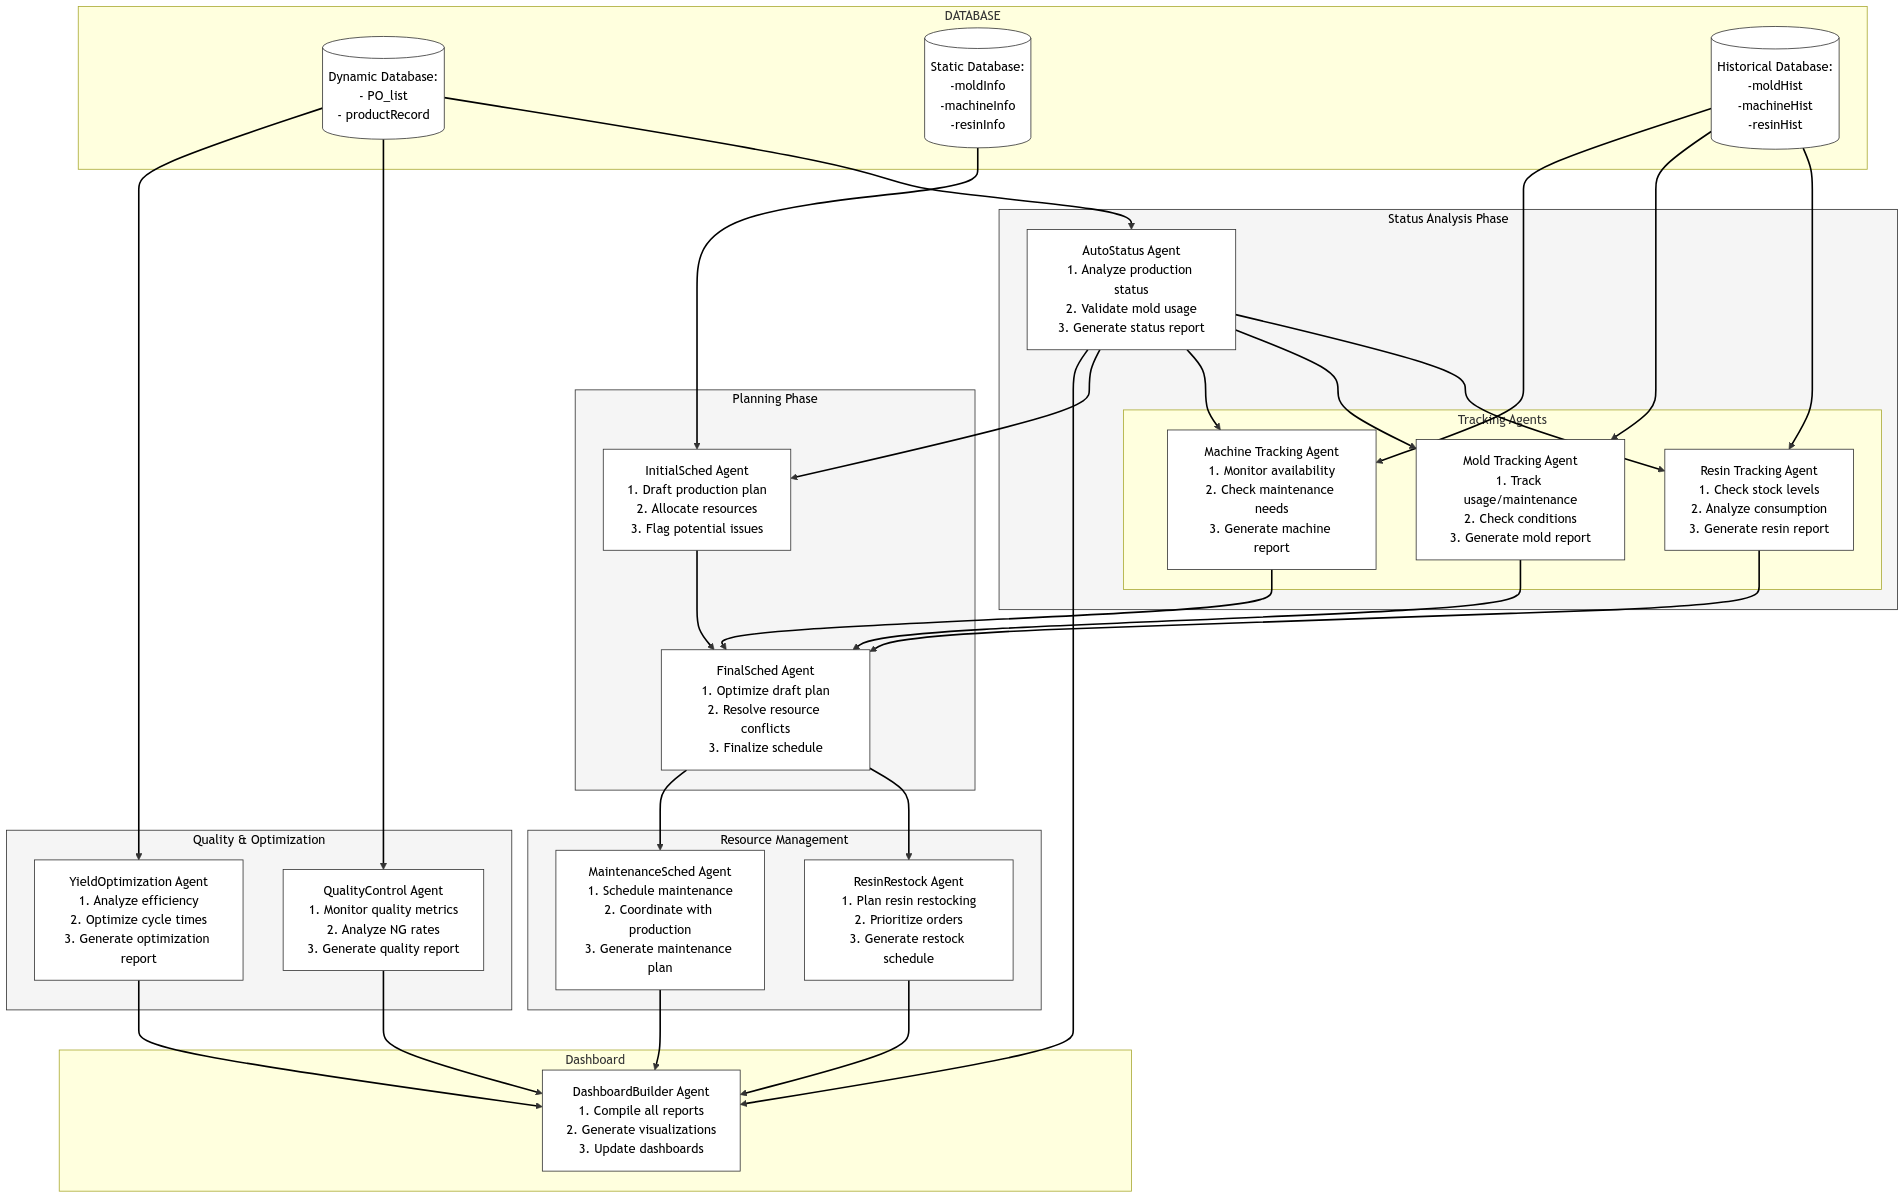 DATABASE
Dynamic Database:
- PO_list
- productRecord
Static Database:
-moldInfo
-machineInfo
-resinInfo
Historical Database:
-moldHist
-machineHist
-resinHist
Status Analysis Phase
AutoStatus Agent
1. Analyze production
status
2. Validate mold usage
3. Generate status report
Planning Phase
InitialSched Agent
1. Draft production plan
2. Allocate resources
3. Flag potential issues
Tracking Agents
Machine Tracking Agent
1. Monitor availability
2. Check maintenance
needs
3. Generate machine
report
Mold Tracking Agent
1. Track
usage/maintenance
2. Check conditions
3. Generate mold report
Resin Tracking Agent
1. Check stock levels
2. Analyze consumption
3. Generate resin report
FinalSched Agent
1. Optimize draft plan
2. Resolve resource
conflicts
3. Finalize schedule
Quality & Optimization
YieldOptimization Agent
1. Analyze efficiency
2. Optimize cycle times
3. Generate optimization
report
QualityControl Agent
1. Monitor quality metrics
2. Analyze NG rates
3. Generate quality report
Resource Management
MaintenanceSched Agent
1. Schedule maintenance
2. Coordinate with
production
3. Generate maintenance
plan
ResinRestock Agent
1. Plan resin restocking
2. Prioritize orders
3. Generate restock
schedule
Dashboard
DashboardBuilder Agent
1. Compile all reports
2. Generate visualizations
3. Update dashboards